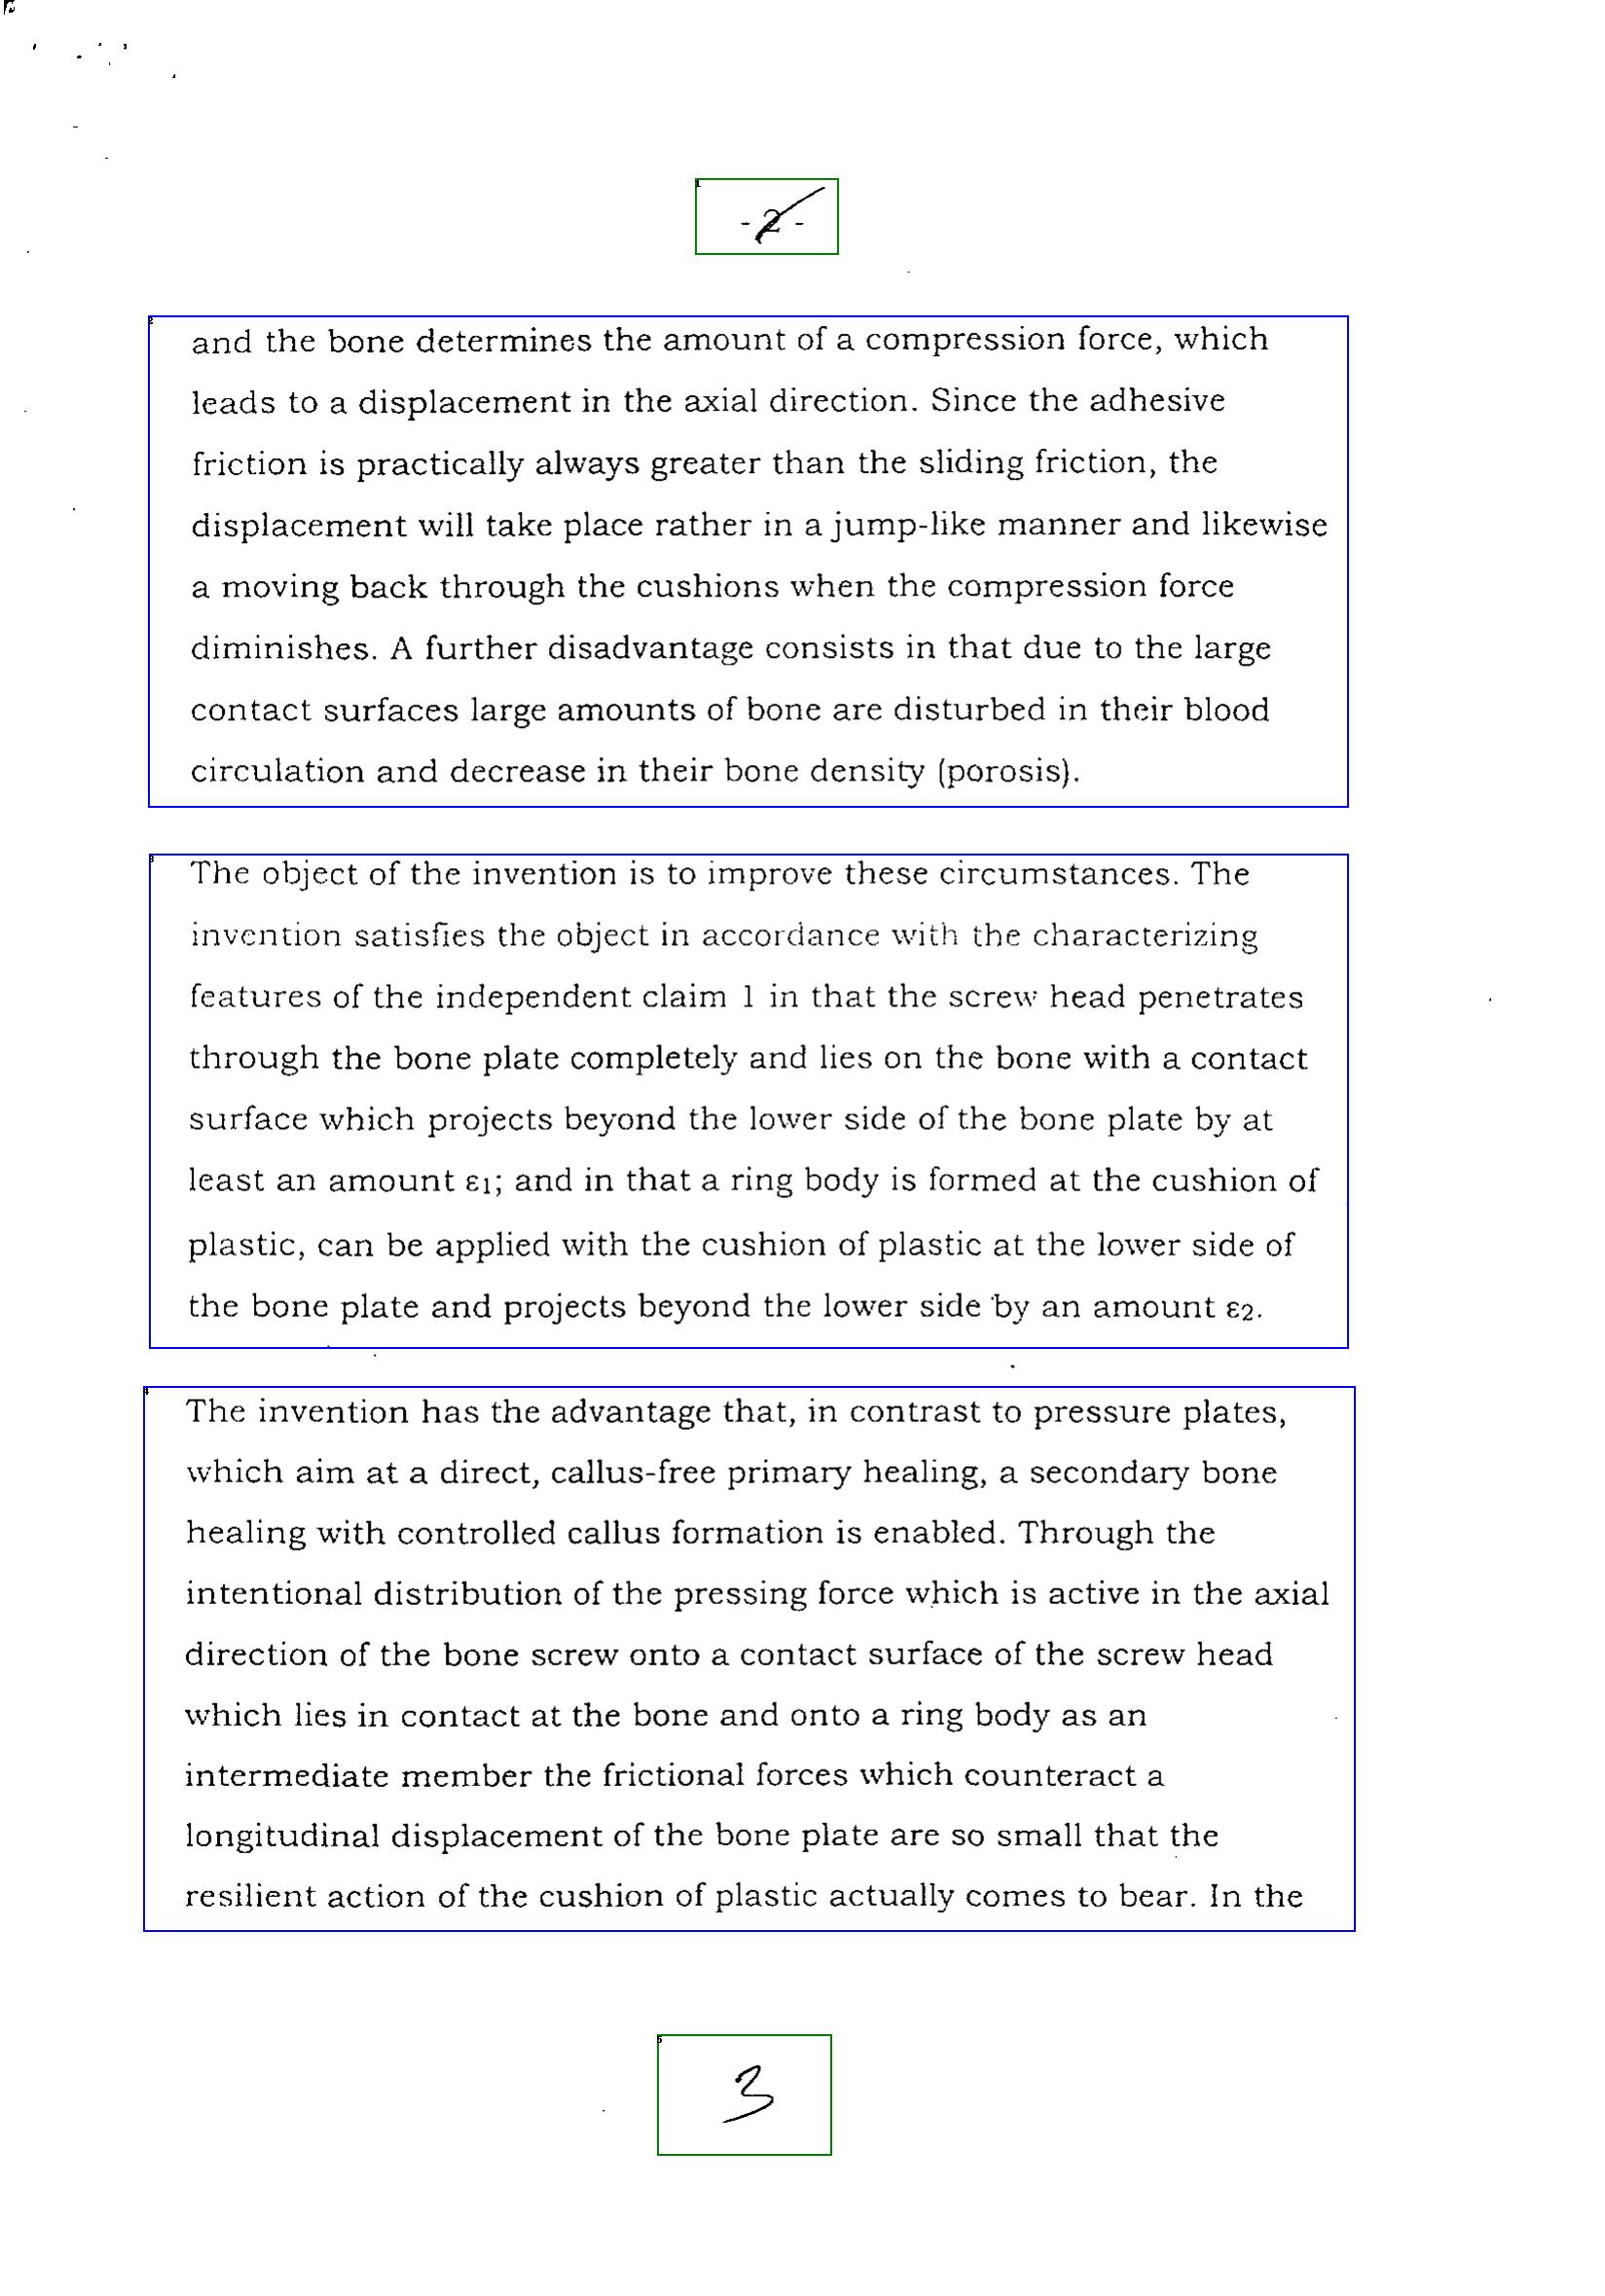 - 2 -
and the bone determines the amount of a compression force, which
leads to a displacement in the axial direction. Since the adhesive
friction is practically always greater than the sliding friction, the
displacement will take place rather in a jump-like manner and likewise
a moving back through the cushions when the compression force
diminishes. A further disadvantage consists in that due to the large
contact surfaces large amounts of bone are disturbed in their blood
circulation and decrease in their bone density (porosis).
The object of the invention is to improve these circumstances. The
invention satisfies the object in accordance with the characterizing
features of the independent claim 1 in that the screw head penetrates
through the bone plate completely and lies on the bone with a contact
surface which projects beyond the lower side of the bone plate by at
least an amount ε1; and in that a ring body is formed at the cushion of
plastic, can be applied with the cushion of plastic at the lower side of
the bone plate and projects beyond the lower side by an amount ε2.
The invention has the advantage that, in contrast to pressure plates,
which aim at a direct, callus-free primary healing, a secondary bone
healing with controlled callus formation is enabled. Through the
intentional distribution of the pressing force which is active in the axial
direction of the bone screw onto a contact surface of the screw head
which lies in contact at the bone and onto a ring body as an
intermediate member the frictional forces which counteract a
longitudinal displacement of the bone plate are so small that the
resilient action of the cushion of plastic actually comes to bear. In the
3